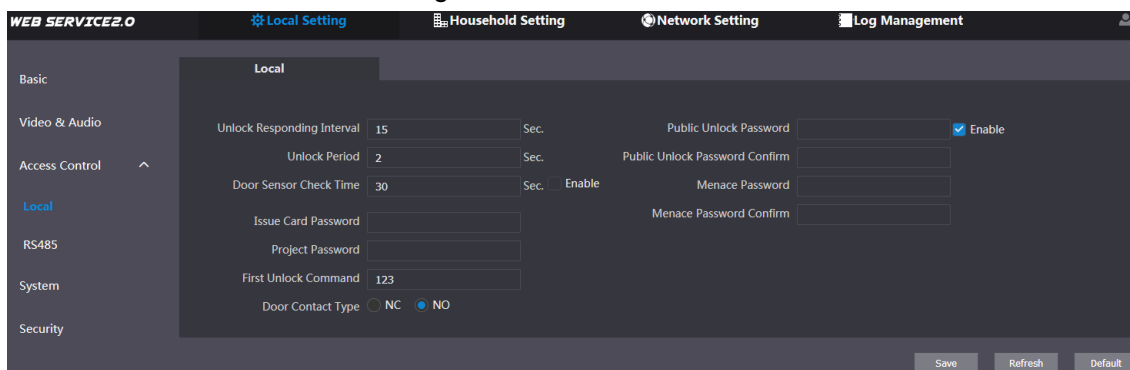 WEB SERVICE2.0 Local Setting Household Setting Network Setting Log Management
Basic
Video & Audio
Access Control
Local
RS485
System
Security
Local
Unlock Responding Interval 15 Sec.
Unlock Period 2 Sec.
Door Sensor Check Time 30 Sec. Enable
Issue Card Password
Project Password
First Unlock Command 123
Door Contact Type NC NO
Public Unlock Password Enable
Public Unlock Password Confirm
Menace Password
Menace Password Confirm
Save Refresh Default